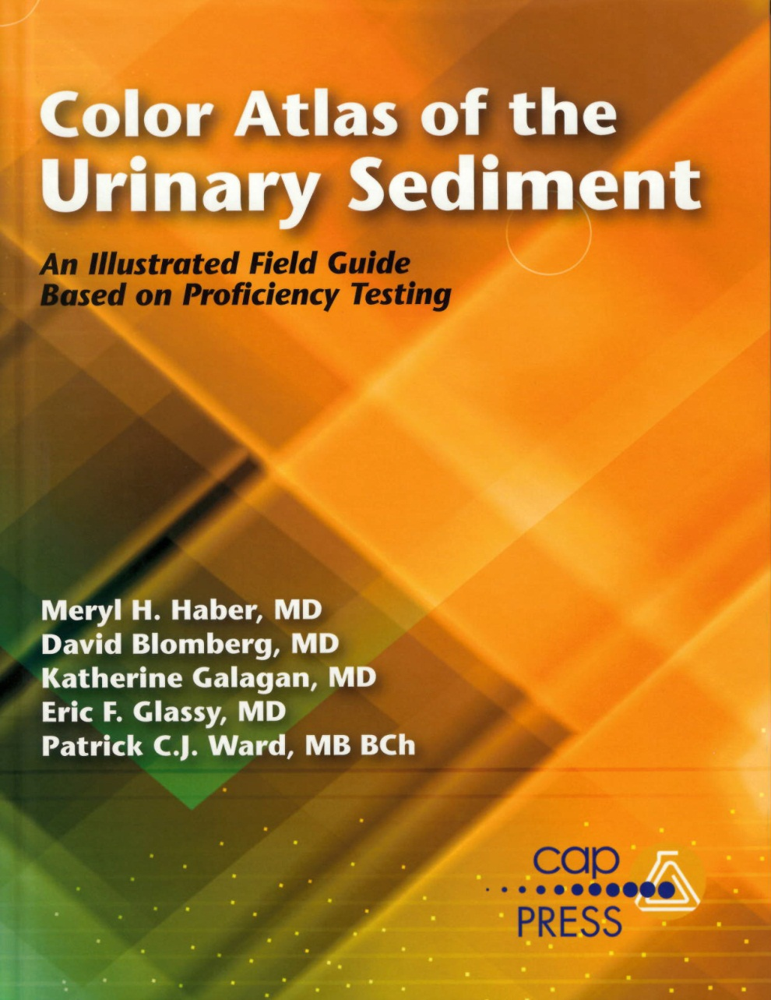 Color Atlas of the
Urinary Sediment
An Illustrated Field Guide
Based on Proficiency Testing
Meryl H. Haber, MD
David Blomberg, MD
Katherine Galagan, MD
Eric F. Glassy, MD
Patrick C.J. Ward, MB BCh
cap
PRESS